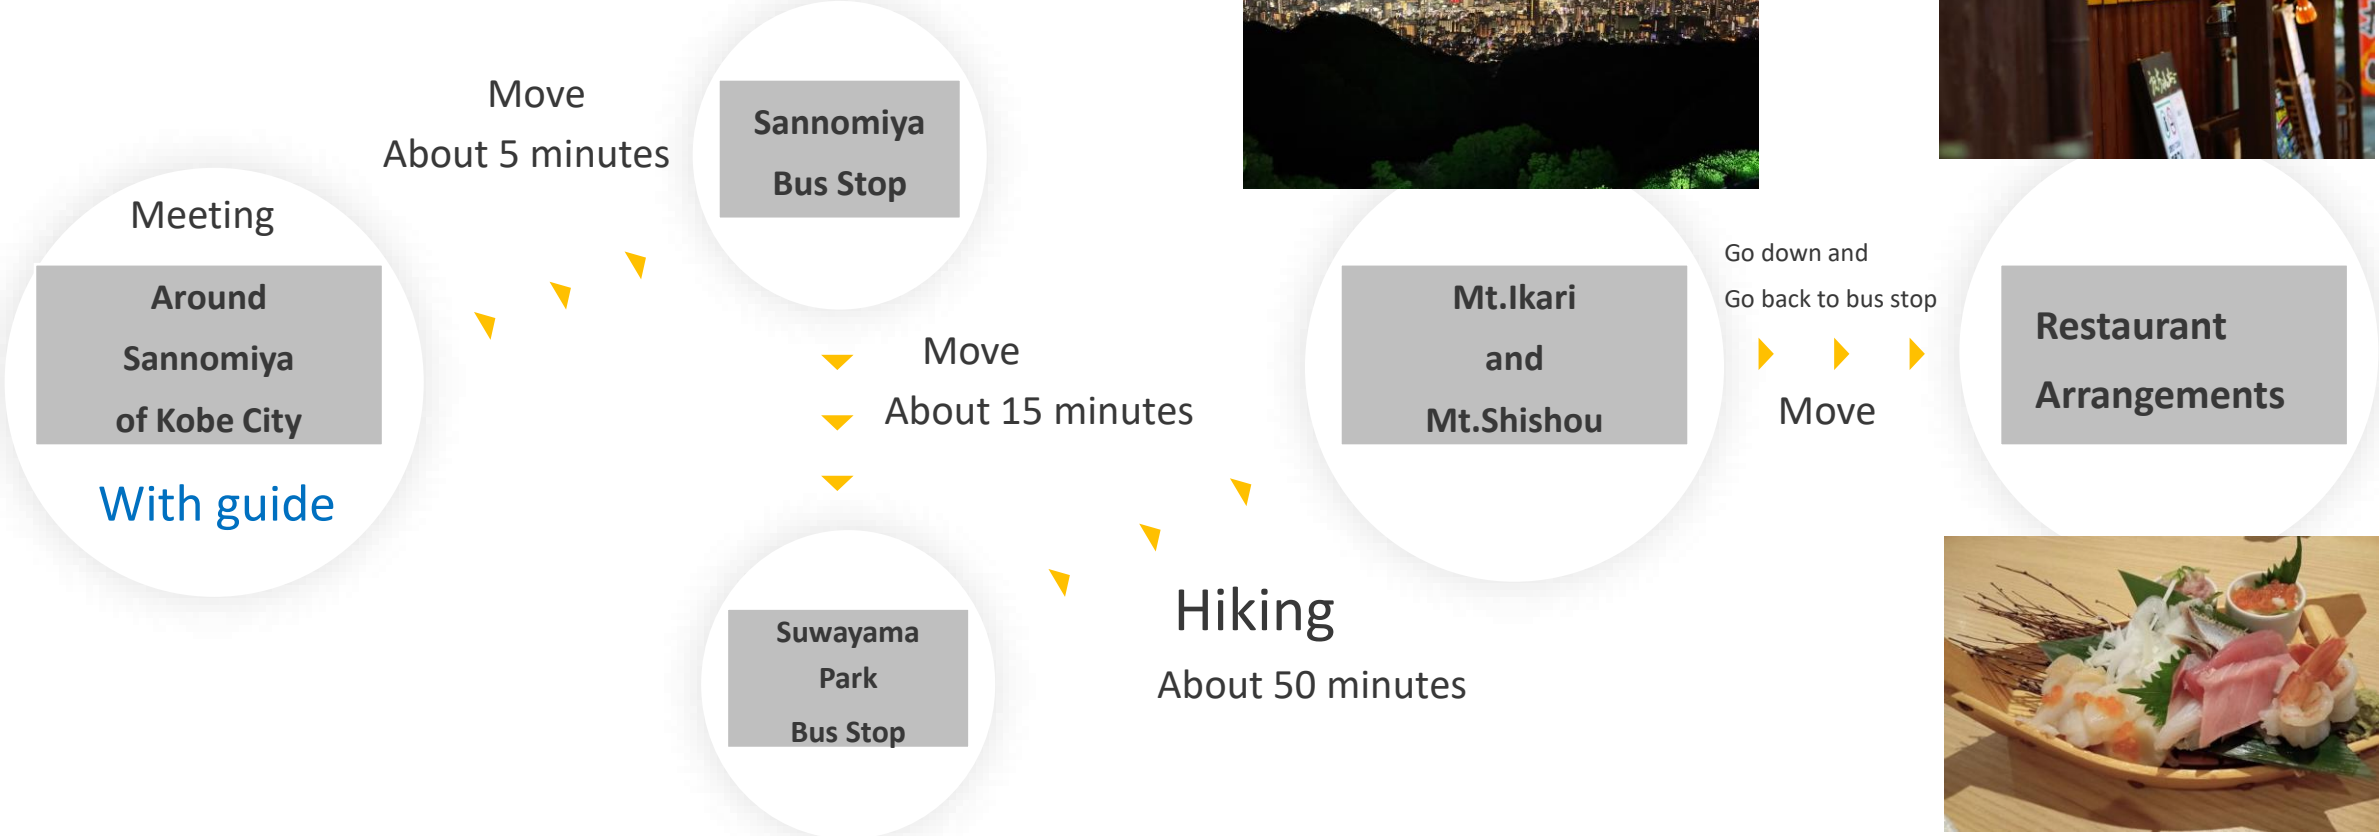 Meeting
Around
Sannomiya
of Kobe City
With guide
Move
About 5 minutes
Sannomiya
Bus Stop
Move
About 15 minutes
Suwayama
Park
Bus Stop
Hiking
About 50 minutes
Mt.Ikari
and
Mt.Shishou
Go down and
Go back to bus stop
Move
Restaurant
Arrangements